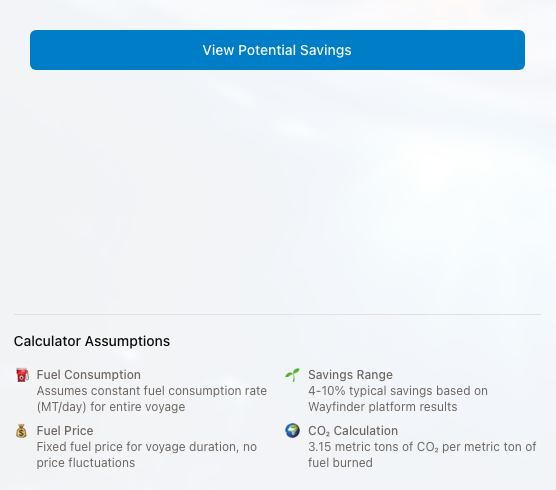 View Potential Savings
Calculator Assumptions
Fuel Consumption
Assumes constant fuel consumption rate
(MT/day) for entire voyage
Savings Range
4-10% typical savings based on
Wayfinder platform results
Fuel Price
Fixed fuel price for voyage duration, no
price fluctuations
CO₂ Calculation
3.15 metric tons of CO₂ per metric ton of
fuel burned